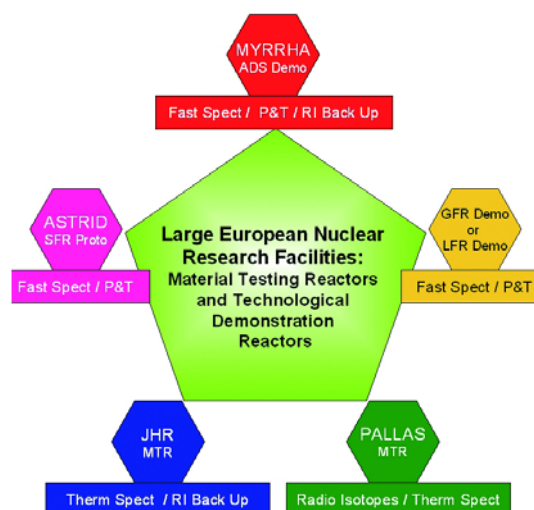 MYRRHA
ADS Demo
Fast Spect / P&T / RI Back Up
ASTRID
SFR Proto
Fast Spect / P&T
GFR Demo
or
LFR Demo
Fast Spect / P&T
Large European Nuclear
Research Facilities:
Material Testing Reactors
and Technological
Demonstration
Reactors
JHR
MTR
Therm Spect / RI Back Up
PALLAS
MTR
Radio Isotopes / Therm Spect